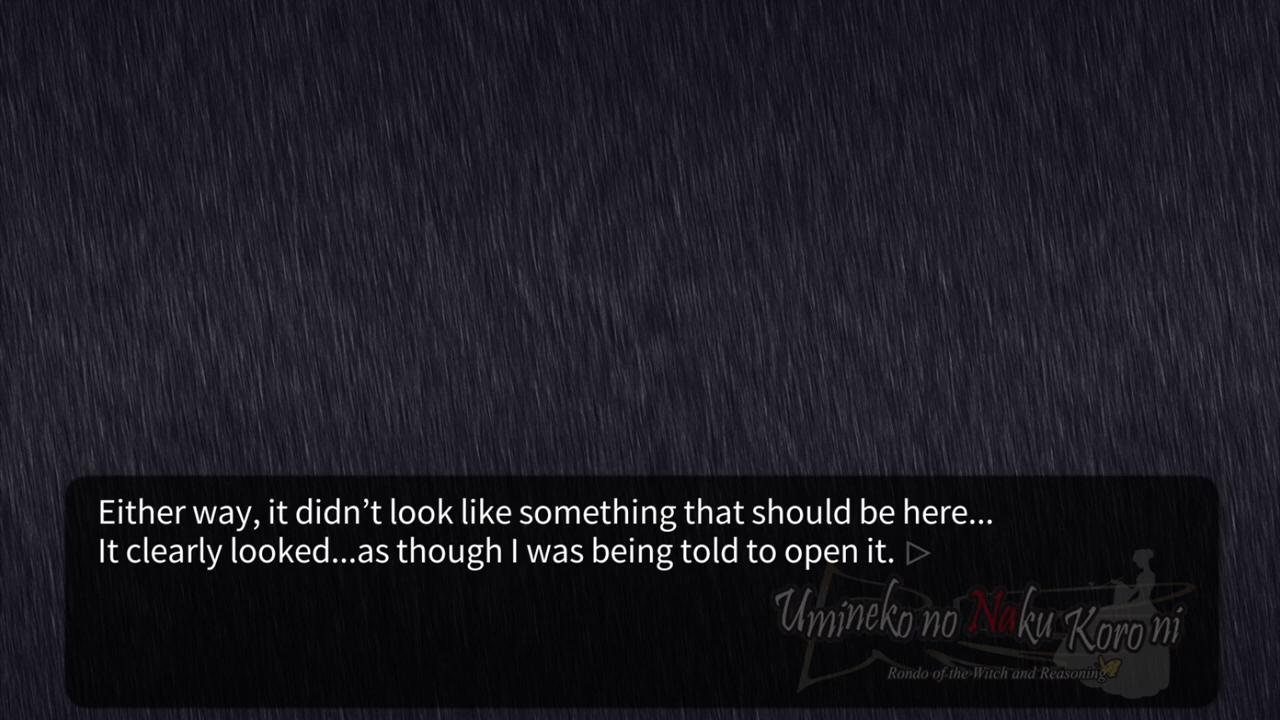 Either way, it didn’t look like something that should be here...
It clearly looked...as though I was being told to open it.
Umineko no Naku Koro ni
Rondo of the Witch and Reasoning